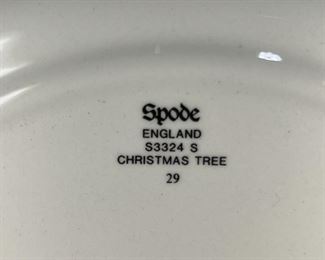 Spode
ENGLAND
S3324 S
CHRISTMAS TREE
29